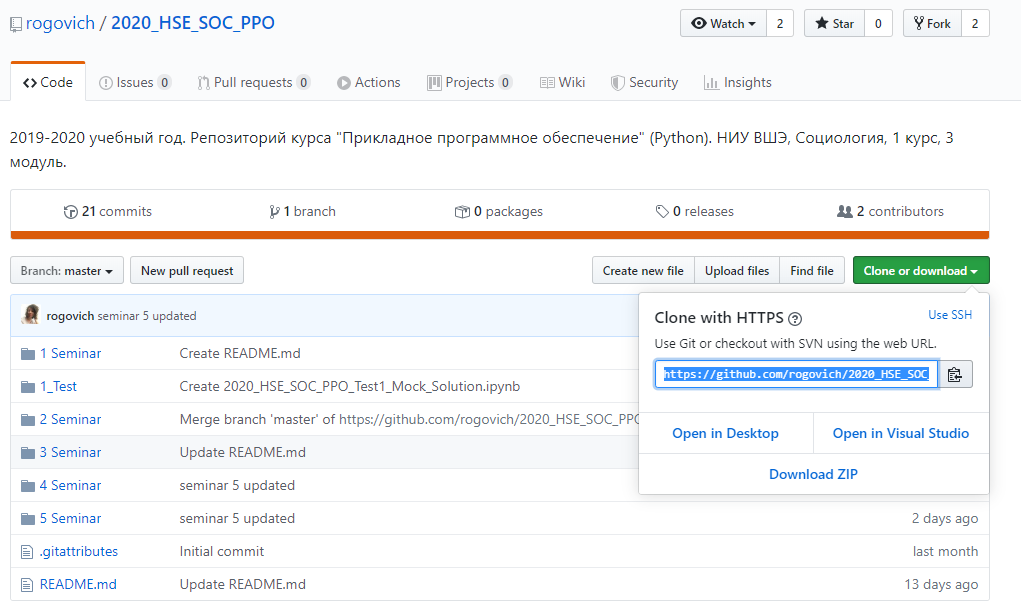 rogovich / 2020_HSE_SOC_PPO
Watch 2 Star 0 Fork 2
Code Issues 0 Pull requests 0 Actions Projects 0 Wiki Security Insights
2019-2020 учебный год. Репозиторий курса "Прикладное программное обеспечение" (Python). НИУ ВШЭ, Социология, 1 курс, 3
модуль.
21 commits 1 branch 0 packages 0 releases 2 contributors
Branch: master New pull request Create new file Upload files Find file Clone or download
rogovich seminar 5 updated
Clone with HTTPS ? Use SSH
Use Git or checkout with SVN using the web URL.
https://github.com/rogovich/2020_HSE_SOC
Open in Desktop Open in Visual Studio
Download ZIP
1 Seminar Create README.md
1_Test Create 2020_HSE_SOC_PPO_Test1_Mock_Solution.ipynb
2 Seminar Merge branch 'master' of https://github.com/rogovich/2020_HSE_SOC_PPO
3 Seminar Update README.md
4 Seminar seminar 5 updated
5 Seminar seminar 5 updated 2 days ago
.gitattributes Initial commit last month
README.md Update README.md 13 days ago